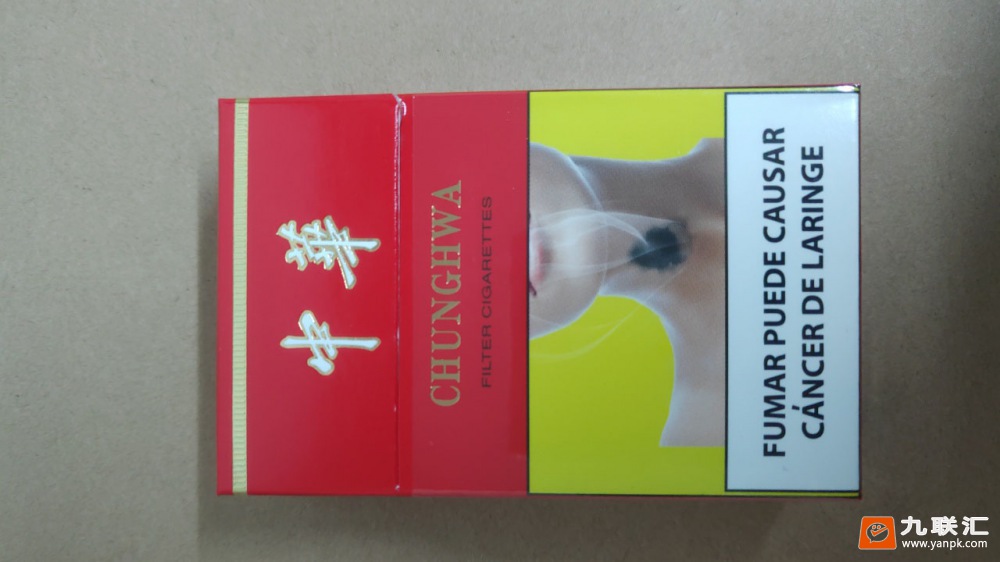 中華
CHUNGHWA
FILTER CIGARETTES
FUMAR PUEDE CAUSAR
CÁNCER DE LARINGE
九联汇
www.yanpk.com